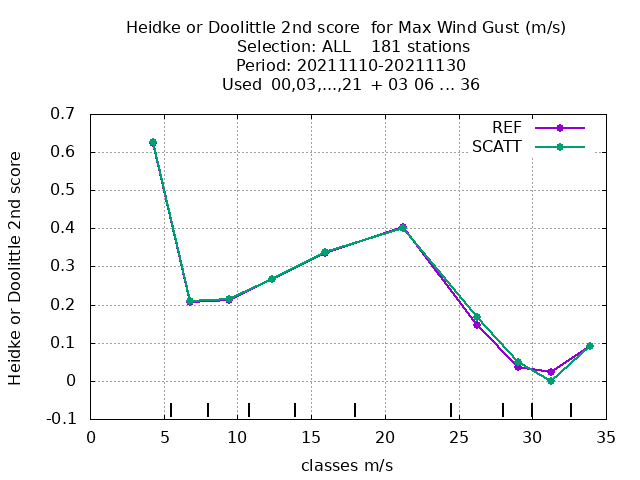 Heidke or Doolittle 2nd score  for Max Wind Gust (m/s)
Selection: ALL    181 stations
Period: 20211110-20211130
Used  00,03,...,21  + 03 06 ... 36
REF
SCATT
Heidke or Doolittle 2nd score
0.7
0.6
0.5
0.4
0.3
0.2
0.1
0
-0.1
0 5 10 15 20 25 30 35
classes m/s